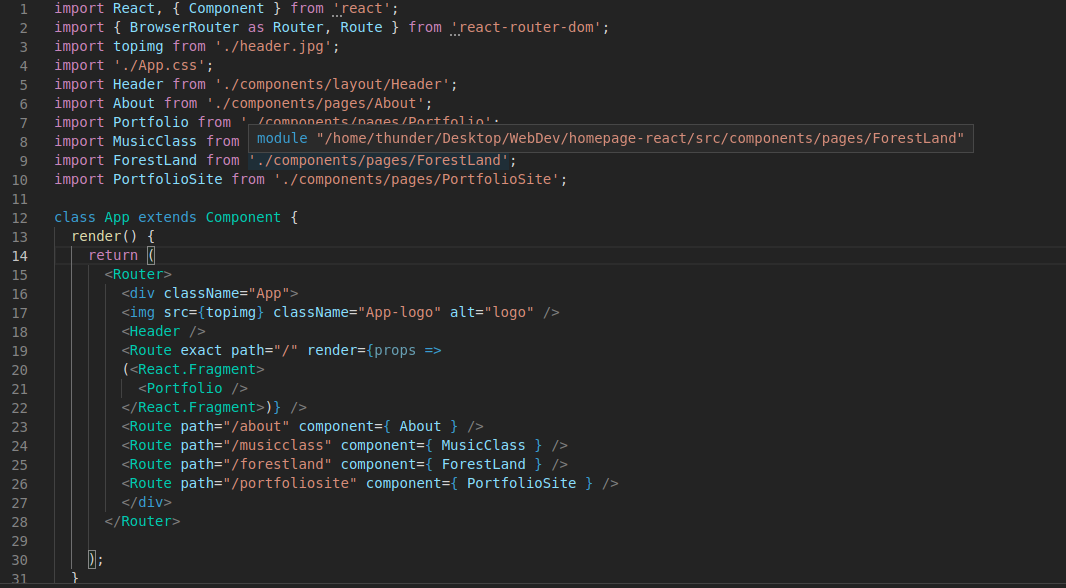 1 import React, { Component } from 'react';
2 import { BrowserRouter as Router, Route } from 'react-router-dom';
3 import topimg from './header.jpg';
4 import './App.css';
5 import Header from './components/layout/Header';
6 import About from './components/pages/About';
7 import Portfolio from './components/pages/Portfolio';
8 import MusicClass from
module "/home/thunder/Desktop/WebDev/homepage-react/src/components/pages/ForestLand"
9 import ForestLand from './components/pages/ForestLand';
10 import PortfolioSite from './components/pages/PortfolioSite';
11
12 class App extends Component {
13 render() {
14 return (
15 <Router>
16 <div className="App">
17 <img src={topimg} className="App-logo" alt="logo" />
18 <Header />
19 <Route exact path="/" render={props =>
20 (<React.Fragment>
21 <Portfolio />
22 </React.Fragment>)} />
23 <Route path="/about" component={ About } />
24 <Route path="/musicclass" component={ MusicClass } />
25 <Route path="/forestland" component={ ForestLand } />
26 <Route path="/portfoliosite" component={ PortfolioSite } />
27 </div>
28 </Router>
29
30 );
31 }